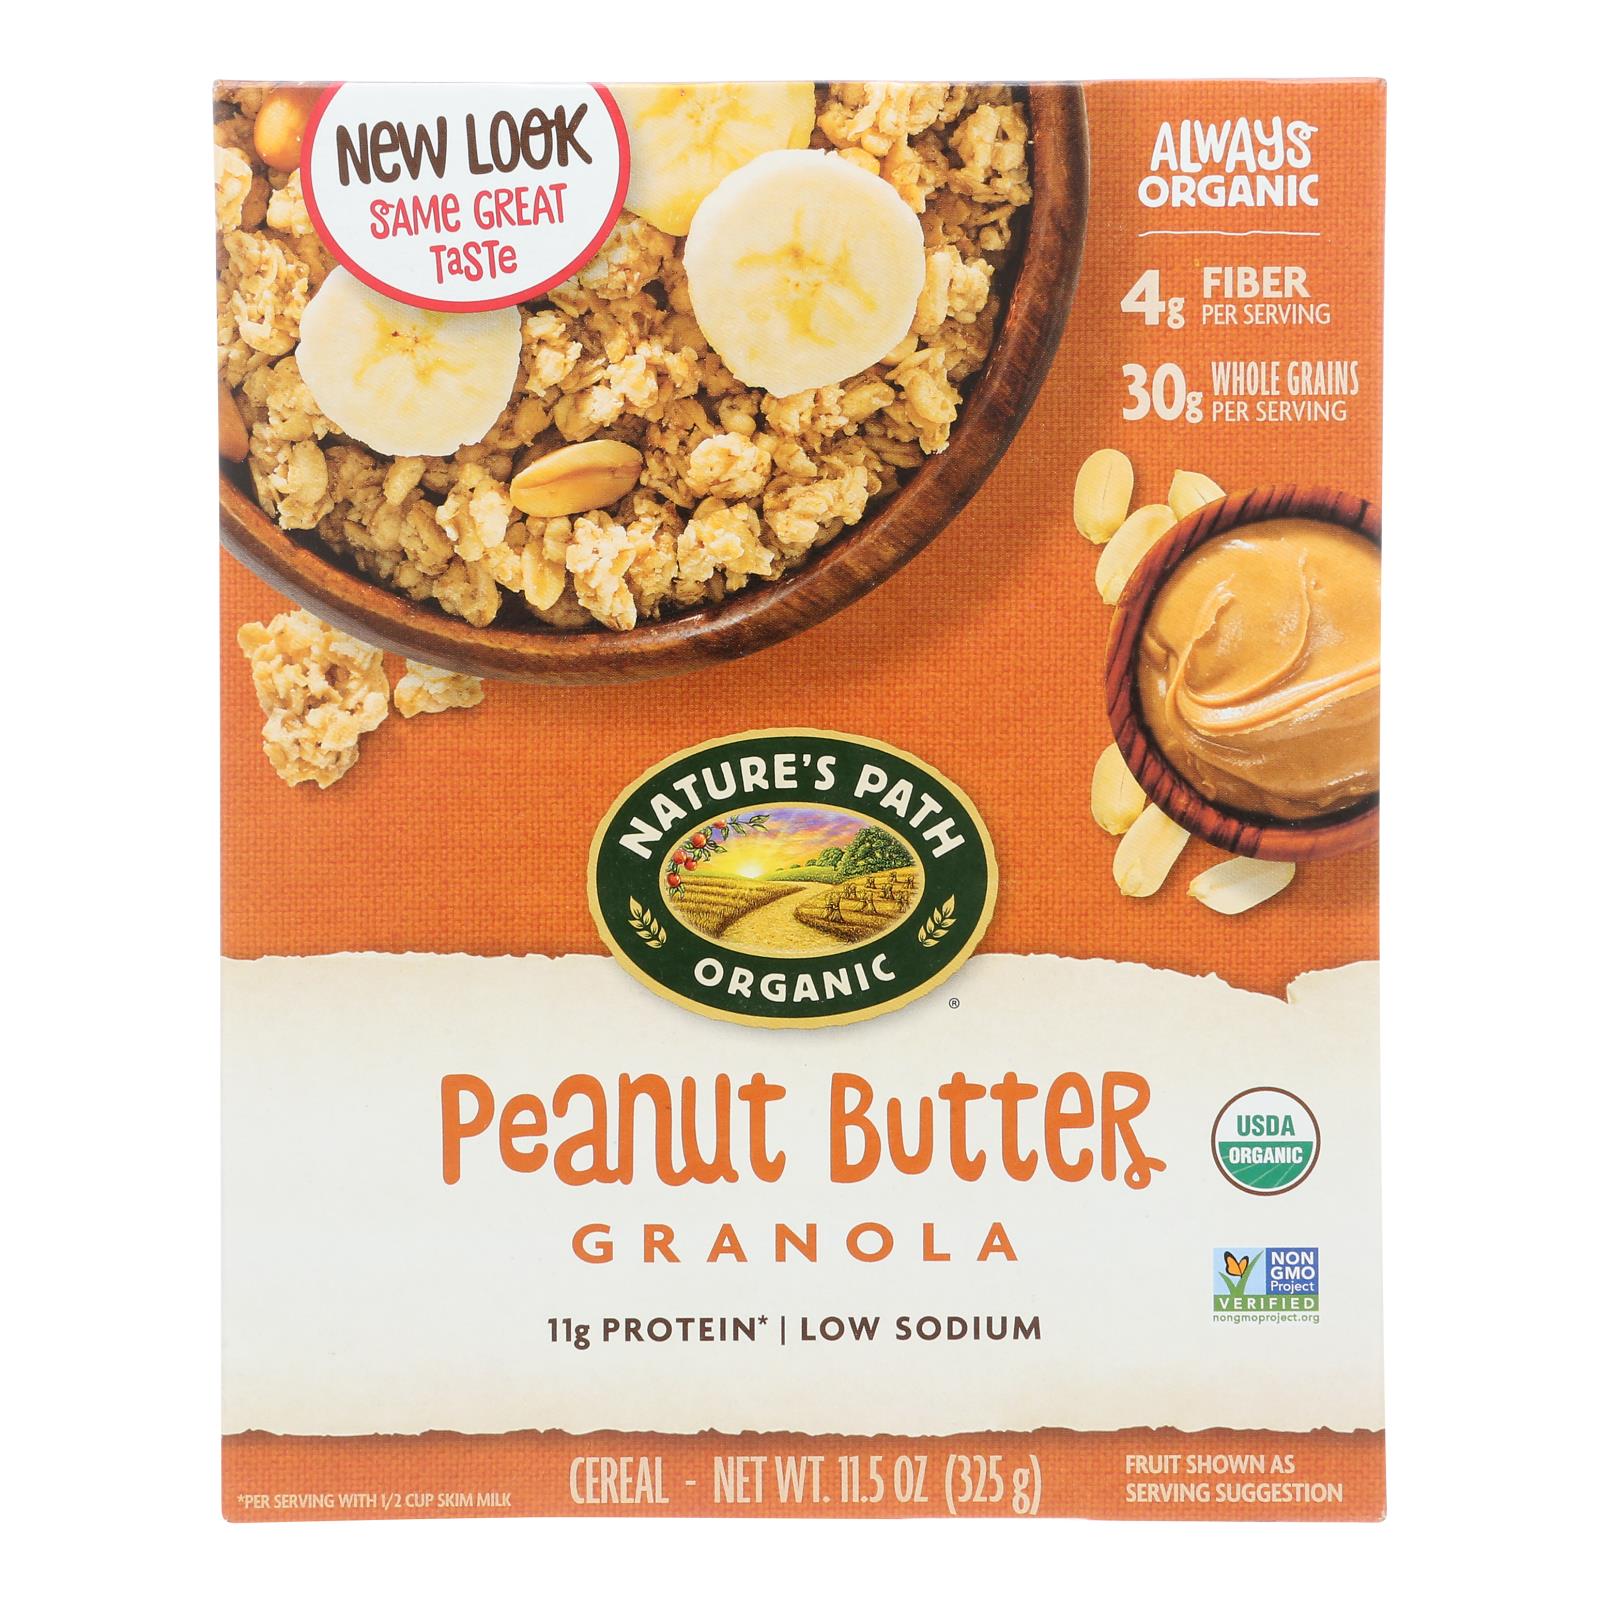 NEW LOOK
SAME GREAT
TaSTe
ALWAYS
ORGANIC
4g FIBER
PER SERVING
30g WHOLE GRAINS
PER SERVING
NATURE'S PATH
ORGANIC
®
Peanut Butter
GRANOLA
11g PROTEIN* | LOW SODIUM
USDA
ORGANIC
NON
GMO
Project
VERIFIED
nongmoproject.org
*PER SERVING WITH 1/2 CUP SKIM MILK
CEREAL - NET WT. 11.5 OZ (325 g)
FRUIT SHOWN AS
SERVING SUGGESTION